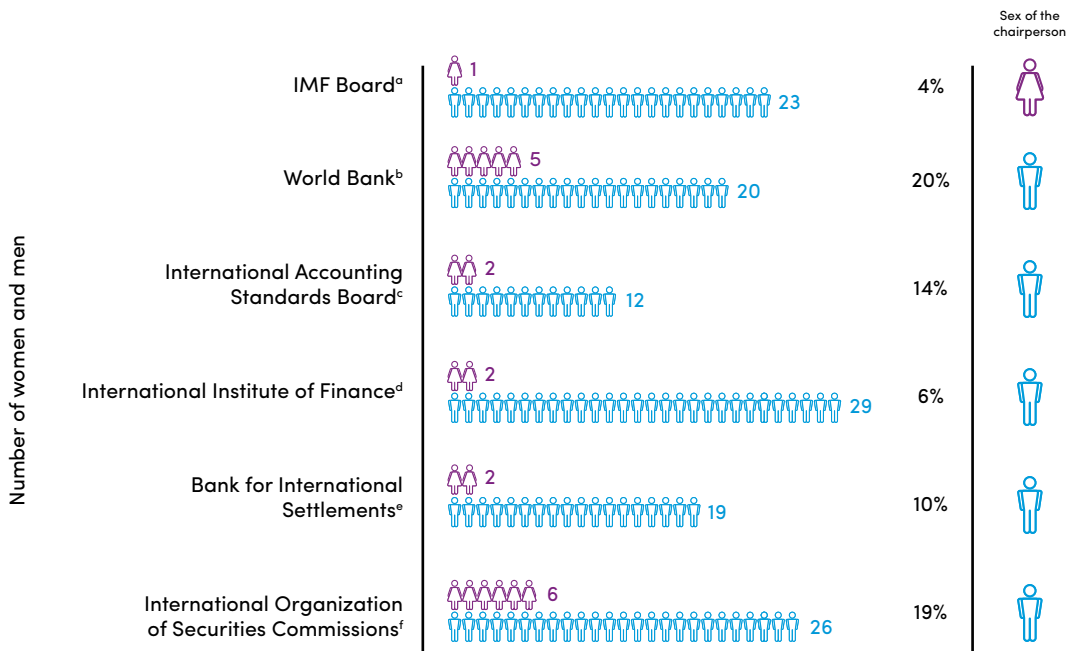 Sex of the
chairperson
Number of women and men
IMF Boardᵃ
1
23
4%
World Bankᵇ
5
20
20%
International Accounting
Standards Boardᶜ
2
12
14%
International Institute of Financeᵈ
2
29
6%
Bank for International
Settlementsᵉ
2
19
10%
International Organization
of Securities Commissionsᶠ
6
26
19%